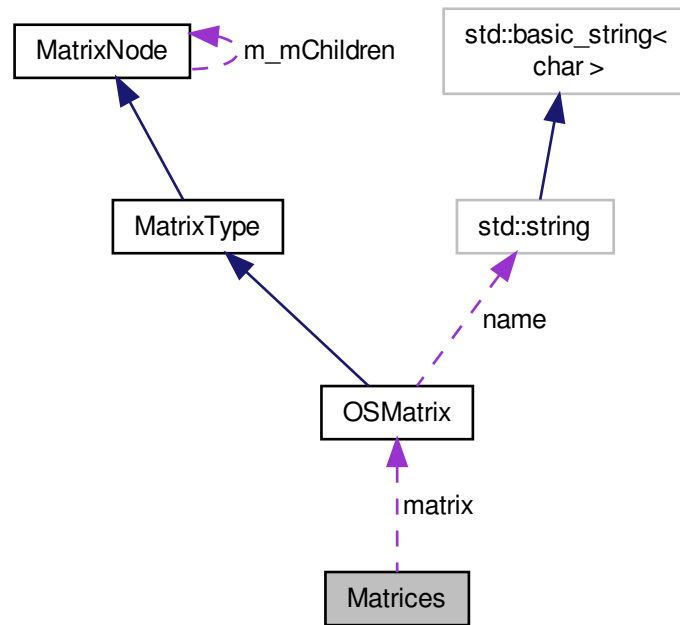 MatrixNode
m_mChildren
std::basic_string<
char >
MatrixType
std::string
name
OSMatrix
matrix
Matrices